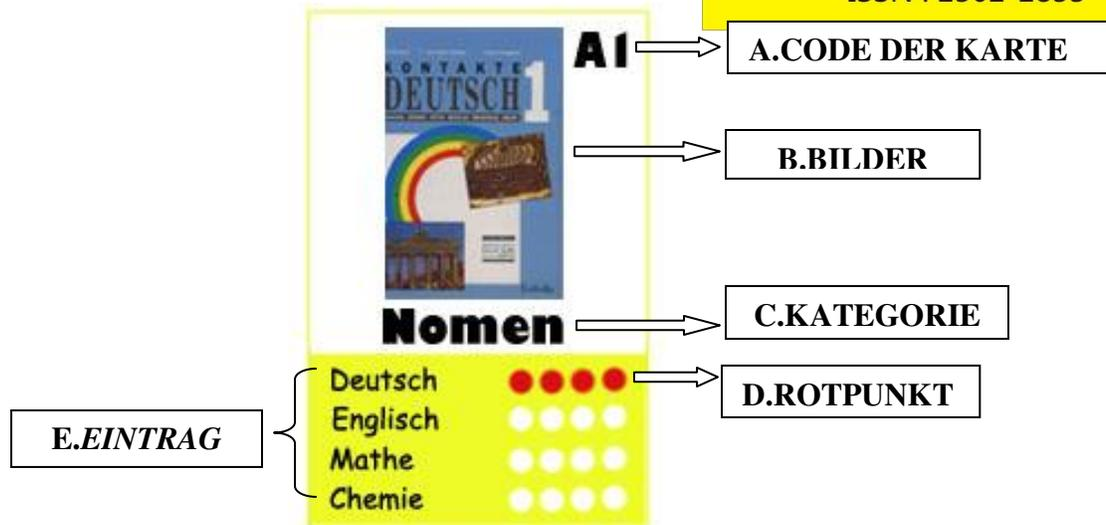 A1
A.CODE DER KARTE
KONTAKTE
DEUTSCH 1
B.BILDER
Nomen
C.KATEGORIE
Deutsch
D.ROTPUNKT
Englisch
E.EINTRAG
Mathe
Chemie